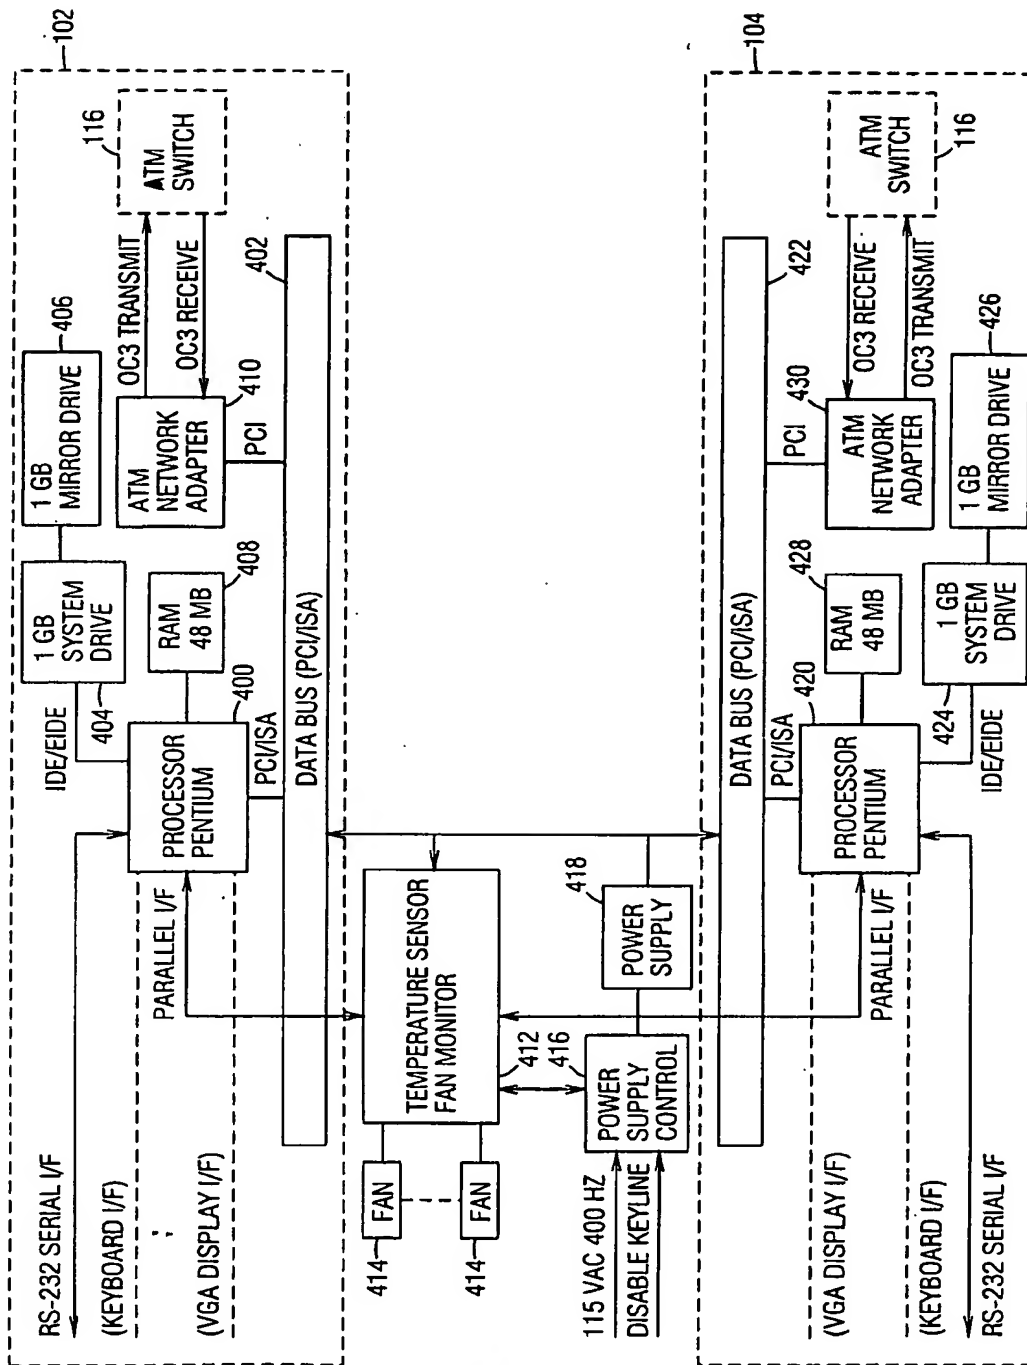 102
RS-232 SERIAL I/F
(KEYBOARD I/F)
(VGA DISPLAY I/F)
PARALLEL I/F
IDE/EIDE
404
1 GB
SYSTEM
DRIVE
1 GB
MIRROR DRIVE
406
PROCESSOR
PENTIUM
400
RAM
48 MB
408
ATM
NETWORK
ADAPTER
410
OC3 TRANSMIT
OC3 RECEIVE
ATM
SWITCH
116
PCI/ISA
PCI
DATA BUS (PCI/ISA)
402
TEMPERATURE SENSOR
FAN MONITOR
412
FAN
414
FAN
414
115 VAC 400 HZ
DISABLE KEYLINE
POWER
SUPPLY
CONTROL
416
POWER
SUPPLY
418
104
DATA BUS (PCI/ISA)
422
PCI/ISA
PCI
PROCESSOR
PENTIUM
420
RAM
48 MB
428
ATM
NETWORK
ADAPTER
430
OC3 RECEIVE
OC3 TRANSMIT
ATM
SWITCH
116
424
1 GB
SYSTEM
DRIVE
1 GB
MIRROR DRIVE
426
IDE/EIDE
PARALLEL I/F
(VGA DISPLAY I/F)
(KEYBOARD I/F)
RS-232 SERIAL I/F